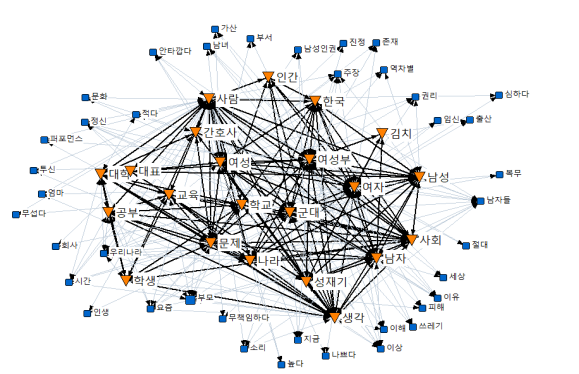 가산
부서
안타깝다
남녀
남성인권
진정
존재
인간
주장
역차별
문화
사람
한국
권리
심하다
정신
적다
임신
출산
퍼포먼스
간호사
김치
투신
대학
대표
여성
여성부
남성
복무
엄마
교육
여자
남자들
무섭다
공부
학교
군대
회사
우리나라
문제
사회
절대
나라
남자
시간
학생
성재기
세상
인생
요즘
부모
이유
피해
무책임하다
생각
이해
쓰레기
소리
지금
이상
높다
나쁘다